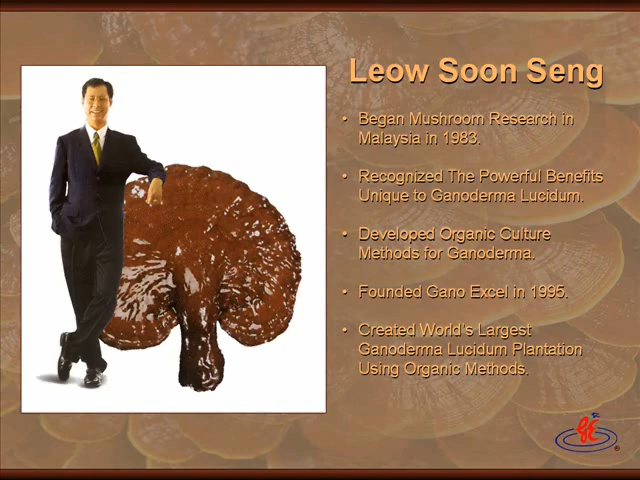 Leow Soon Seng
• Began Mushroom Research in
Malaysia in 1983.
• Recognized The Powerful Benefits
Unique to Ganoderma Lucidum.
• Developed Organic Culture
Methods for Ganoderma.
• Founded Gano Excel in 1995.
• Created World's Largest
Ganoderma Lucidum Plantation
Using Organic Methods.
GE
®